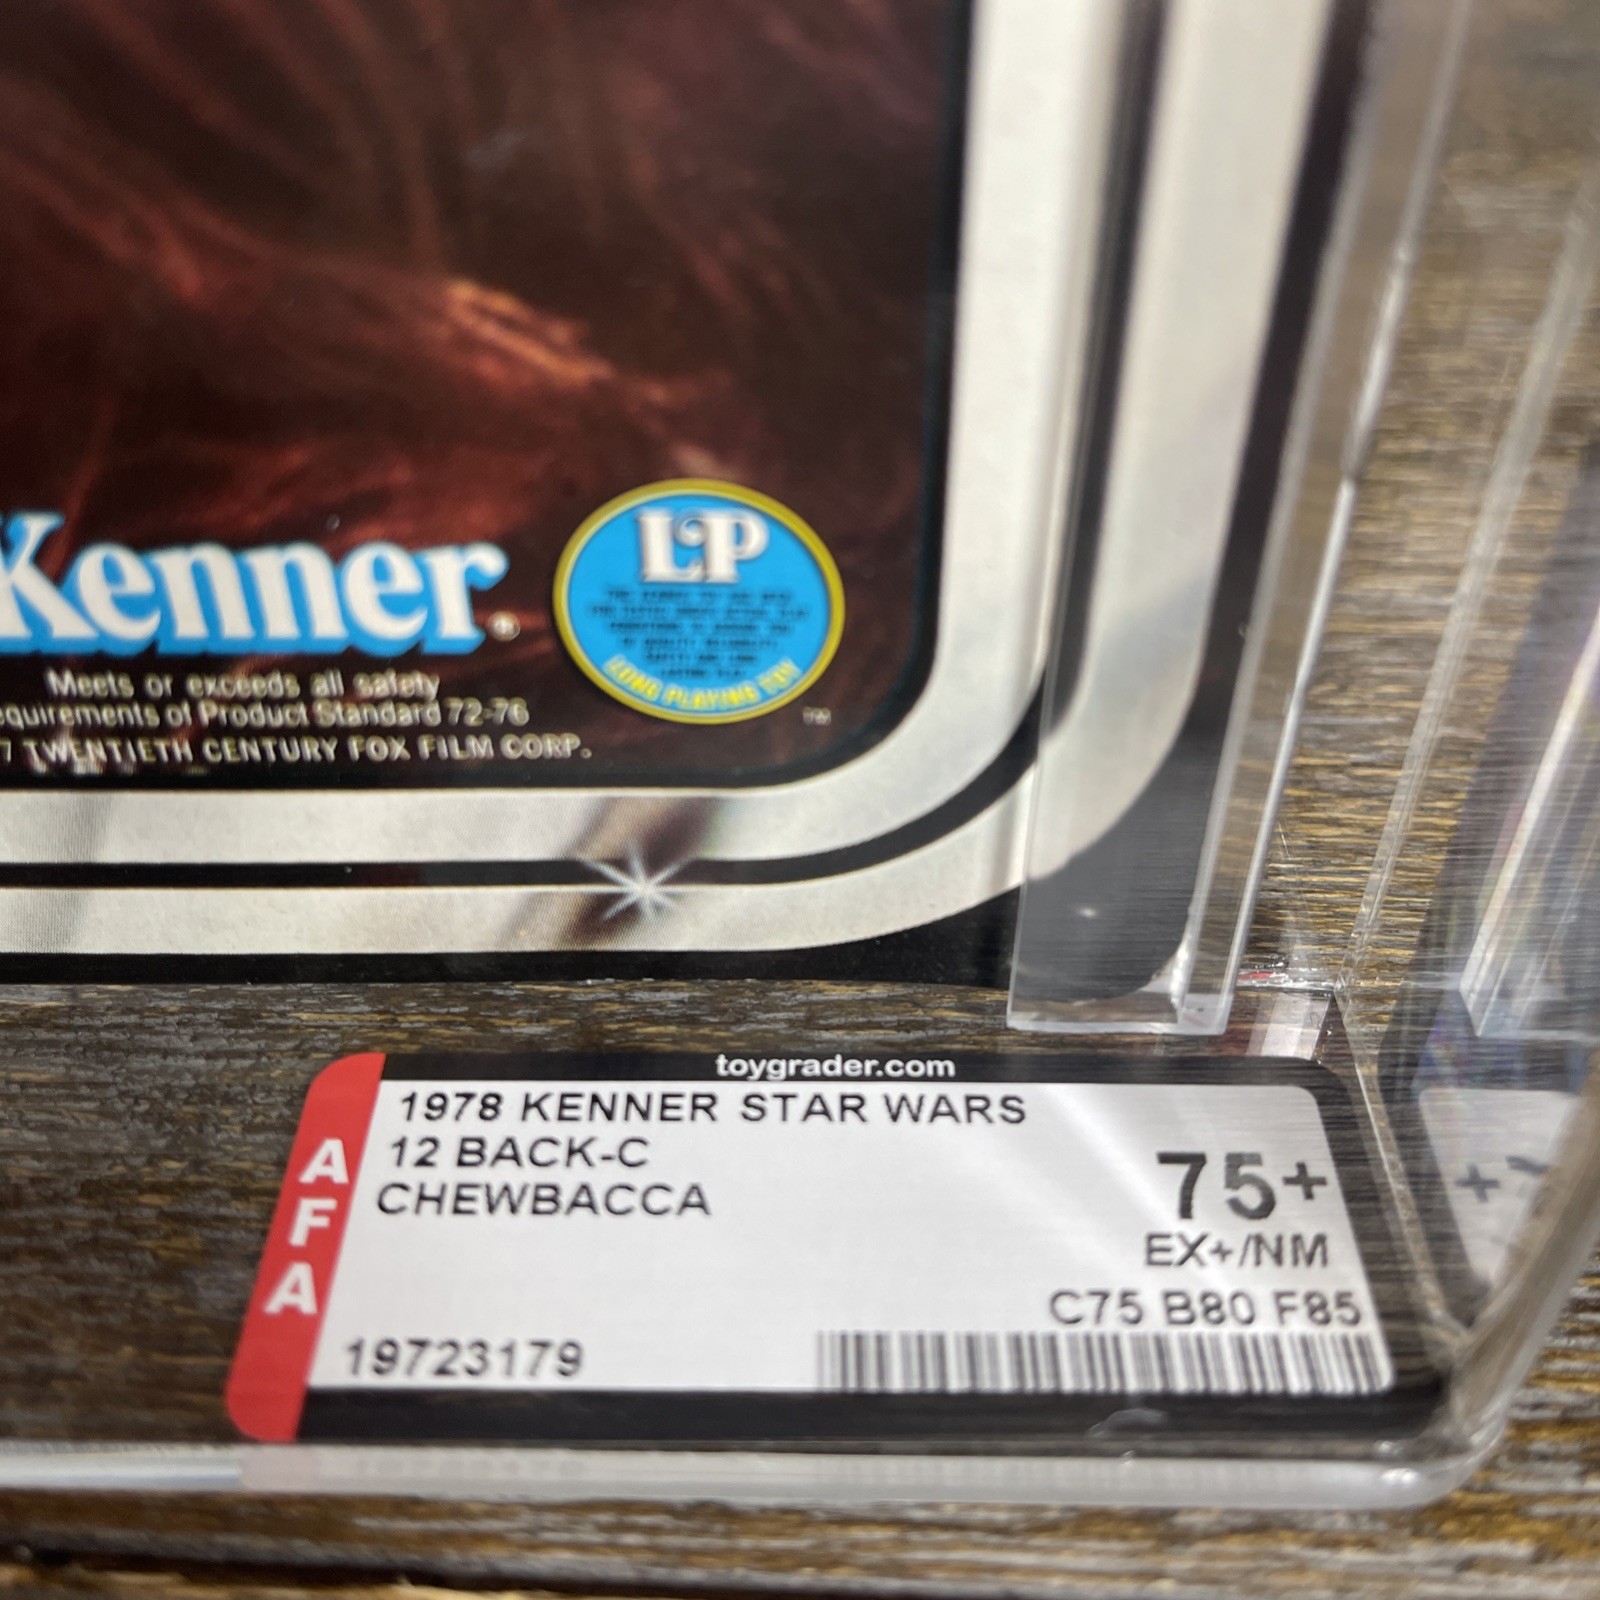 Kenner®
LP
LONG PLAYING TOY
TM
Meets or exceeds all safety
equirements of Product Standard 72-76
7 TWENTIETH CENTURY FOX FILM CORP.
toygrader.com
AFA
1978 KENNER STAR WARS
12 BACK-C
CHEWBACCA
75+
EX+/NM
C75 B80 F85
19723179